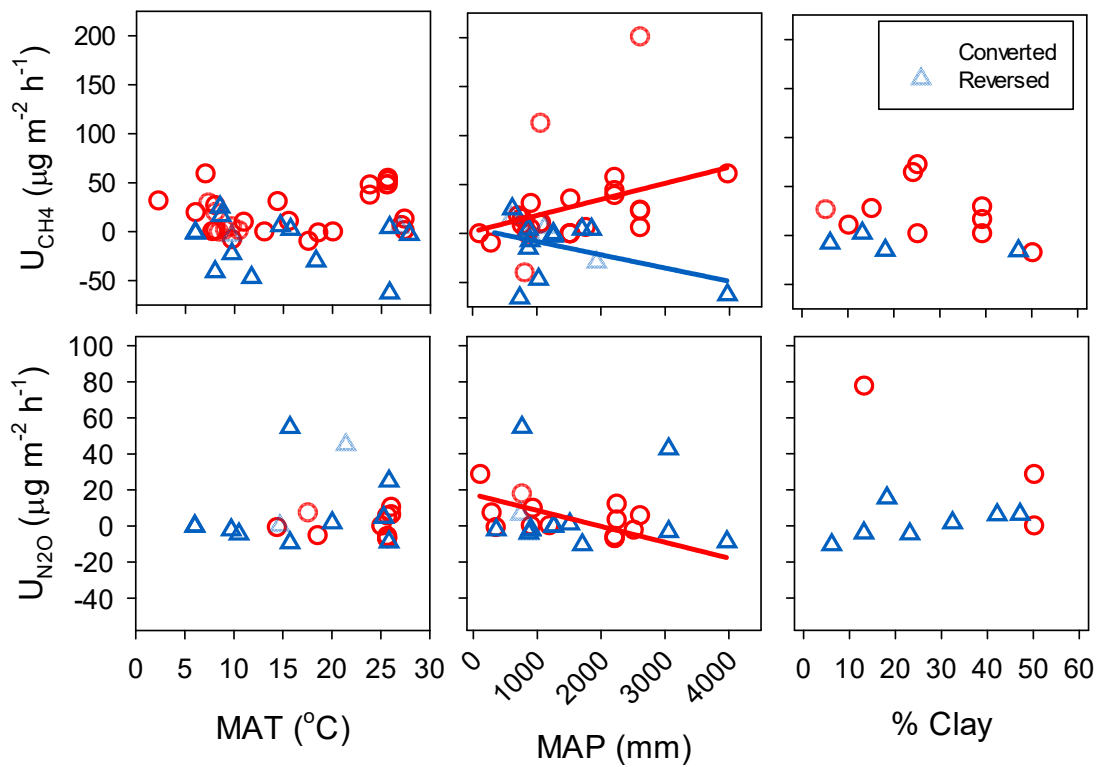 200
150
100
50
0
-50
U_CH4 (μg m⁻² h⁻¹)
Converted
Reversed
100
80
60
40
20
0
-20
-40
U_N2O (μg m⁻² h⁻¹)
0 5 10 15 20 25 30
0 1000 2000 3000 4000
0 10 20 30 40 50 60
MAT (°C)
MAP (mm)
% Clay